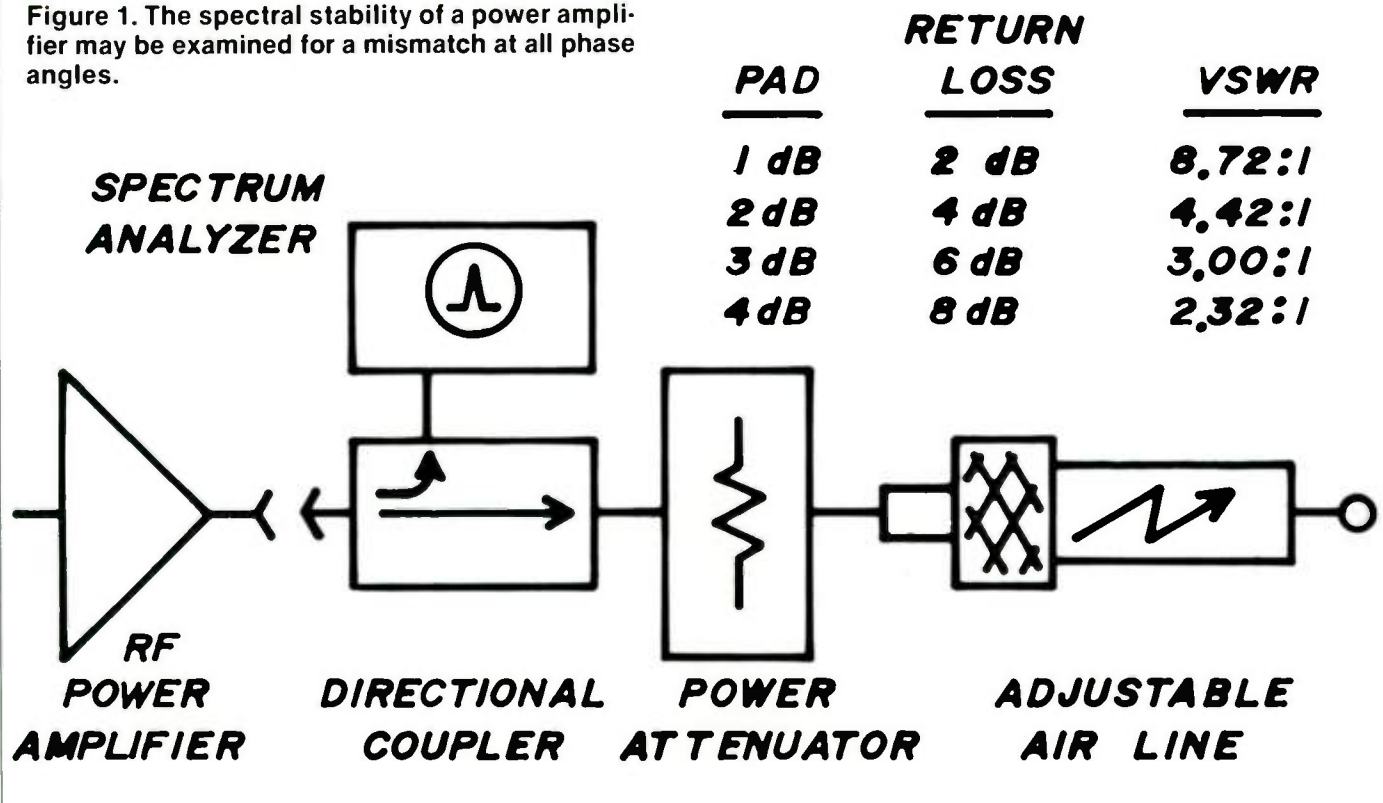 Figure 1. The spectral stability of a power ampli-
fier may be examined for a mismatch at all phase
angles.
RETURN
PAD LOSS VSWR
1 dB 2 dB 8.72:1
2 dB 4 dB 4.42:1
3 dB 6 dB 3.00:1
4 dB 8 dB 2.32:1
SPECTRUM
ANALYZER
RF
POWER
AMPLIFIER
DIRECTIONAL
COUPLER
POWER
ATTENUATOR
ADJUSTABLE
AIR LINE